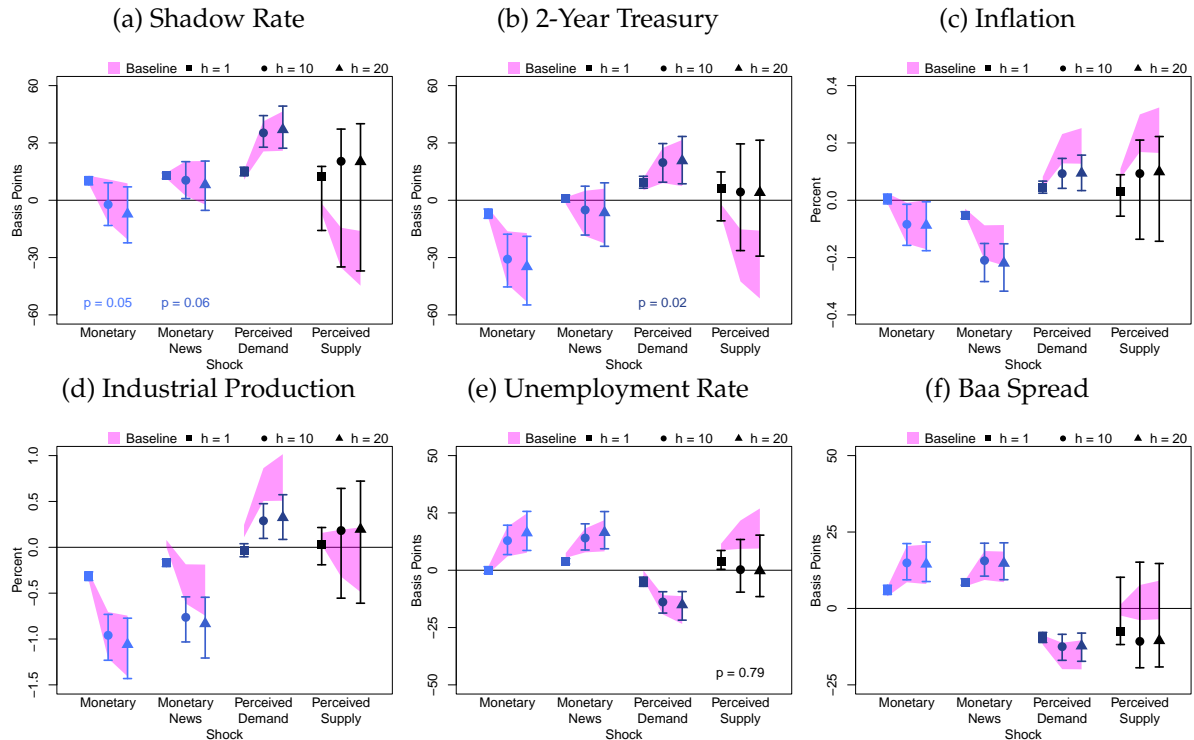 (a) Shadow Rate
(b) 2-Year Treasury
(c) Inflation
Baseline h = 1 h = 10 h = 20
Baseline h = 1 h = 10 h = 20
Baseline h = 1 h = 10 h = 20
Basis Points
60
30
0
−30
−60
p = 0.05
p = 0.06
Monetary
Monetary News
Perceived Demand
Perceived Supply
Shock
Basis Points
60
30
0
−30
−60
p = 0.02
Monetary
Monetary News
Perceived Demand
Perceived Supply
Shock
Percent
0.4
0.2
0.0
−0.2
−0.4
Monetary
Monetary News
Perceived Demand
Perceived Supply
Shock
(d) Industrial Production
(e) Unemployment Rate
(f) Baa Spread
Baseline h = 1 h = 10 h = 20
Baseline h = 1 h = 10 h = 20
Baseline h = 1 h = 10 h = 20
Percent
1.0
0.5
0.0
−0.5
−1.0
−1.5
Monetary
Monetary News
Perceived Demand
Perceived Supply
Shock
Basis Points
50
25
0
−25
−50
p = 0.79
Monetary
Monetary News
Perceived Demand
Perceived Supply
Shock
Basis Points
50
25
0
−25
Monetary
Monetary News
Perceived Demand
Perceived Supply
Shock